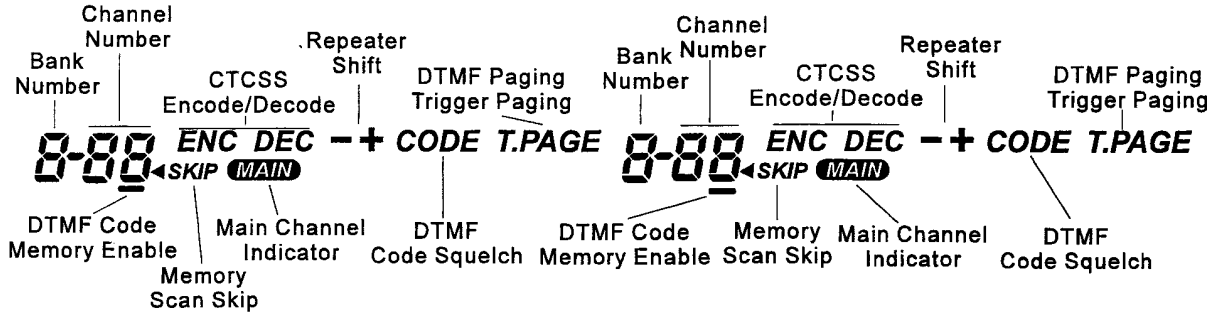 Channel
Number
Bank
Number
CTCSS
Encode/Decode
Repeater
Shift
DTMF Paging
Trigger Paging
8-88 ENC DEC -+ CODE T.PAGE
◄SKIP MAIN
DTMF Code
Memory Enable
Memory
Scan Skip
Main Channel
Indicator
DTMF
Code Squelch
Channel
Number
Bank
Number
CTCSS
Encode/Decode
Repeater
Shift
DTMF Paging
Trigger Paging
8-88 ENC DEC -+ CODE T.PAGE
◄SKIP MAIN
DTMF Code
Memory Enable
Memory
Scan Skip
Main Channel
Indicator
DTMF
Code Squelch